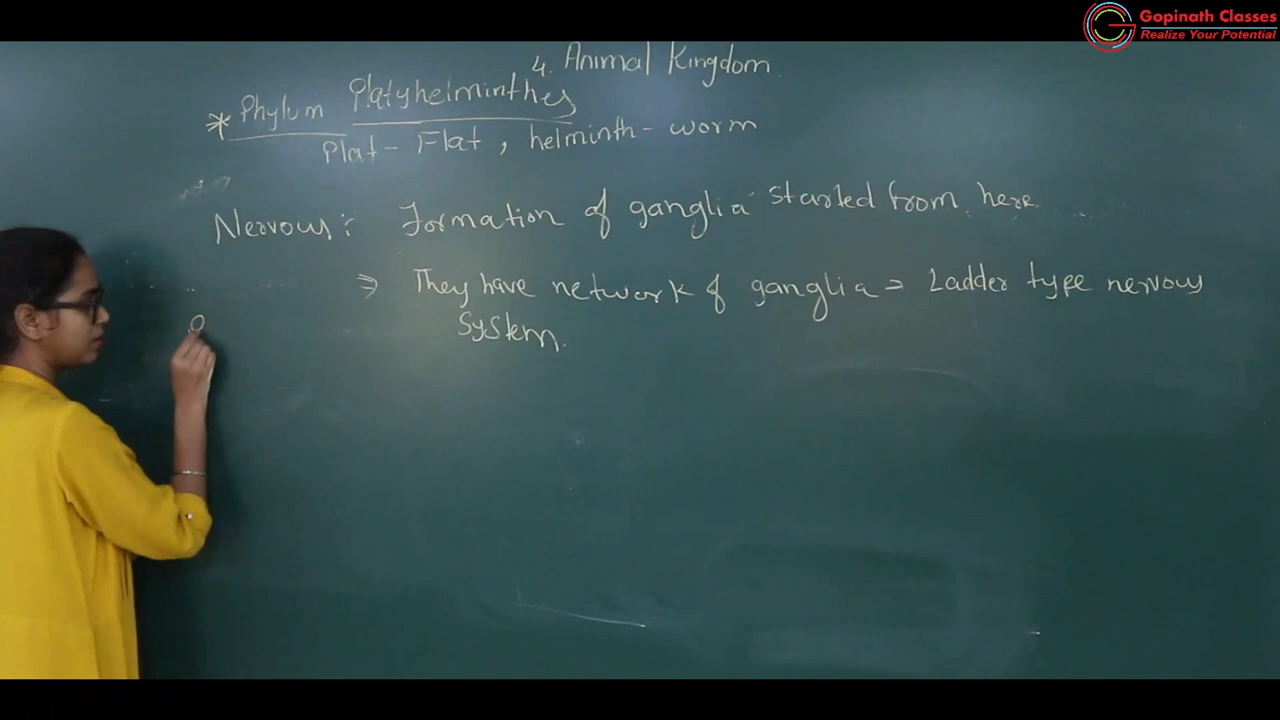 Gopinath Classes
Realize Your Potential
4. Animal Kingdom
* Phylum Platyhelminthes
Plat - Flat, helminth - worm
Nervous: Formation of ganglia started from here.
⇒ They have network of ganglia = Ladder type nervous
System.